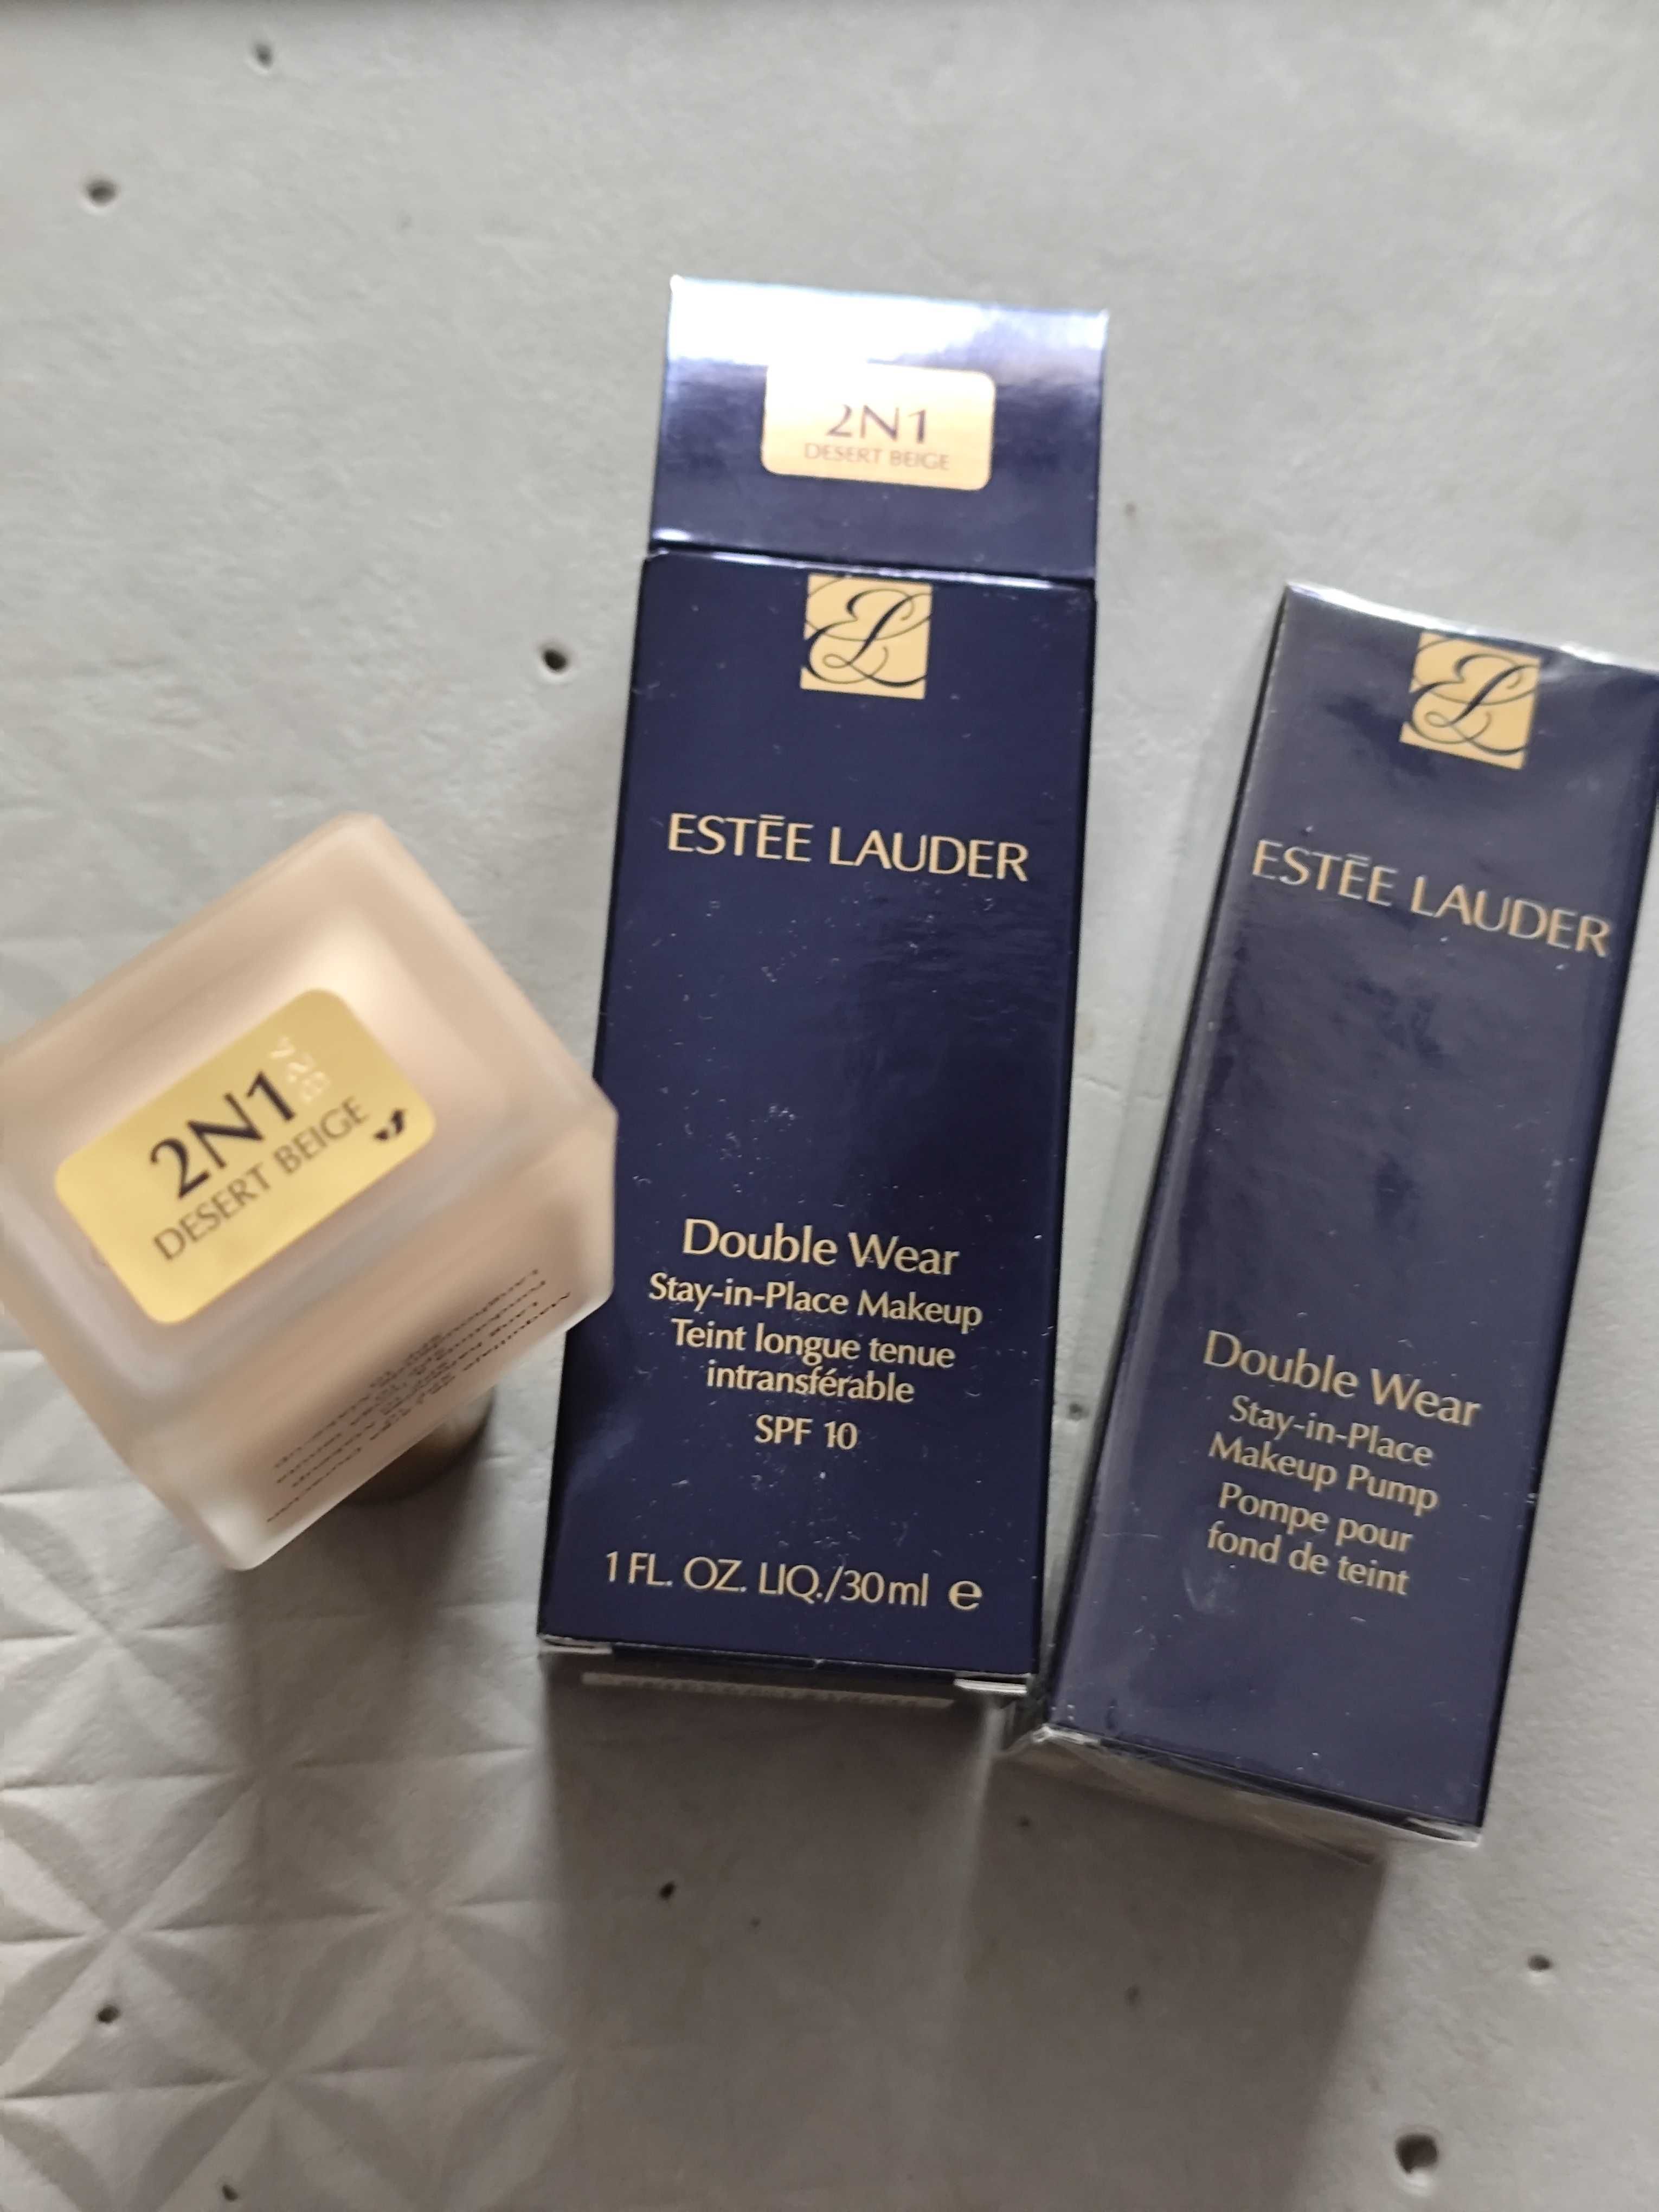 2N1
DESERT BEIGE
ESTĒE LAUDER
Double Wear
Stay-in-Place Makeup
Teint longue tenue
intransférable
SPF 10
1 FL. OZ. LIQ./30 ml e
ESTĒE LAUDER
Double Wear
Stay-in-Place
Makeup Pump
Pompe pour
fond de teint
2N1
DESERT BEIGE